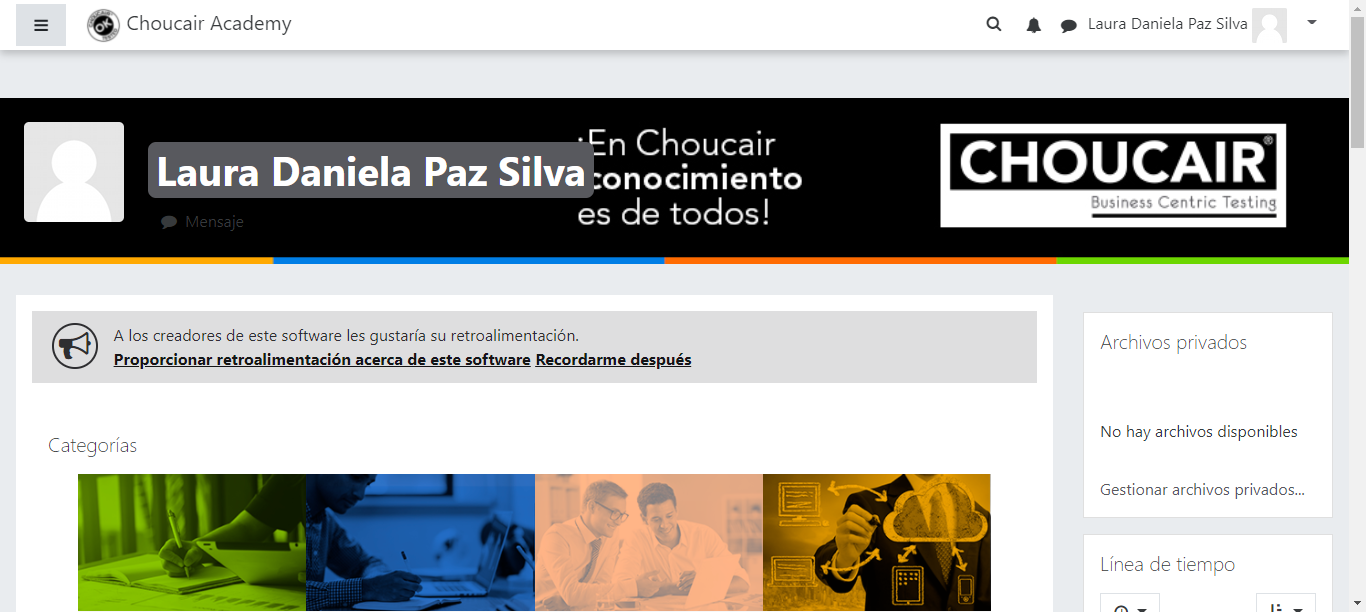 Choucair Academy
Laura Daniela Paz Silva
Laura Daniela Paz Silva
Mensaje
¡En Choucair
conocimiento
es de todos!
CHOUCAIR®
Business Centric Testing
A los creadores de este software les gustaría su retroalimentación.
Proporcionar retroalimentación acerca de este software Recordarme después
Categorías
Archivos privados
No hay archivos disponibles
Gestionar archivos privados...
Línea de tiempo